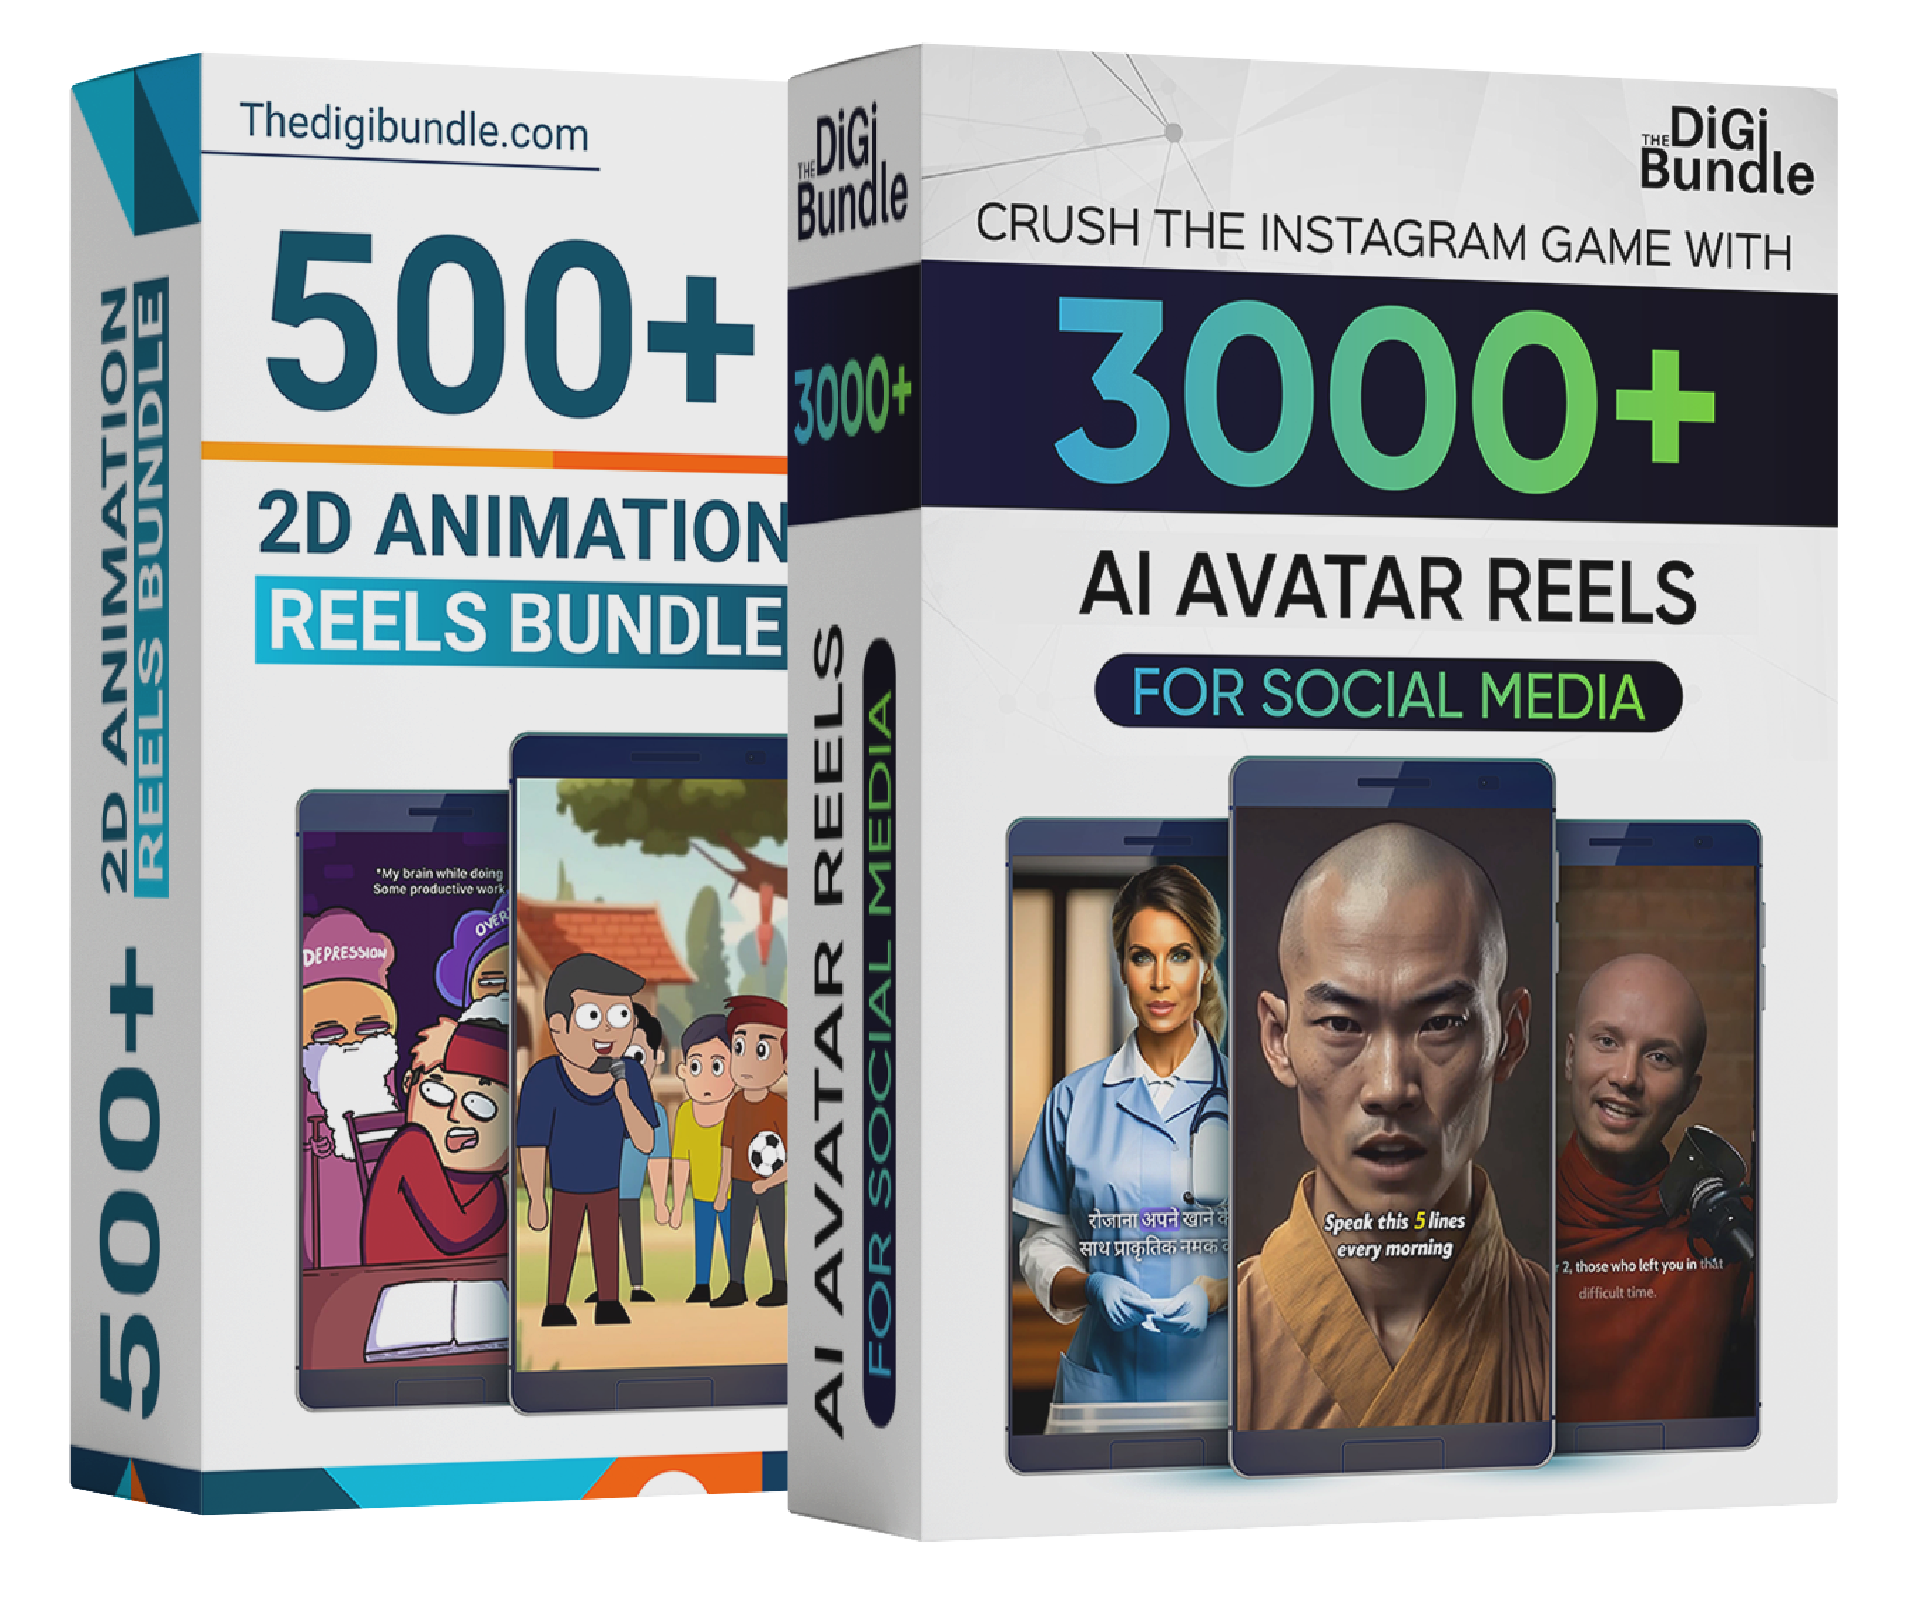 Thedigibundle.com
500+
2D ANIMATION
REELS BUNDLE
500+ 2D ANIMATION
REELS BUNDLE
*My brain while doing
Some productive work
DEPRESSION
THE DiGi
Bundle
3000+
AI AVATAR REELS
FOR SOCIAL MEDIA
THE DiGi
Bundle
CRUSH THE INSTAGRAM GAME WITH
3000+
AI AVATAR REELS
FOR SOCIAL MEDIA
रोजाना अपने खाने
साथ प्राकृतिक नमक
Speak this 5 lines
every morning
2, those who left you in that
difficult time.